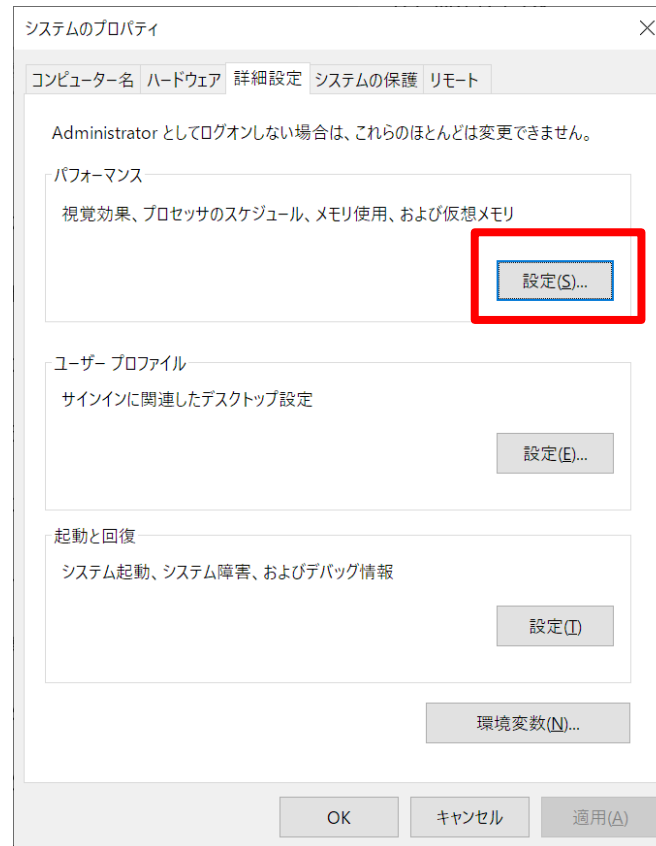 システムのプロパティ
コンピューター名 ハードウェア 詳細設定 システムの保護 リモート
Administrator としてログオンしない場合は、これらのほとんどは変更できません。
パフォーマンス
視覚効果、プロセッサのスケジュール、メモリ使用、および仮想メモリ
設定(S)...
ユーザー プロファイル
サインインに関連したデスクトップ設定
設定(E)...
起動と回復
システム起動、システム障害、およびデバッグ情報
設定(T)
環境変数(N)...
OK キャンセル 適用(A)